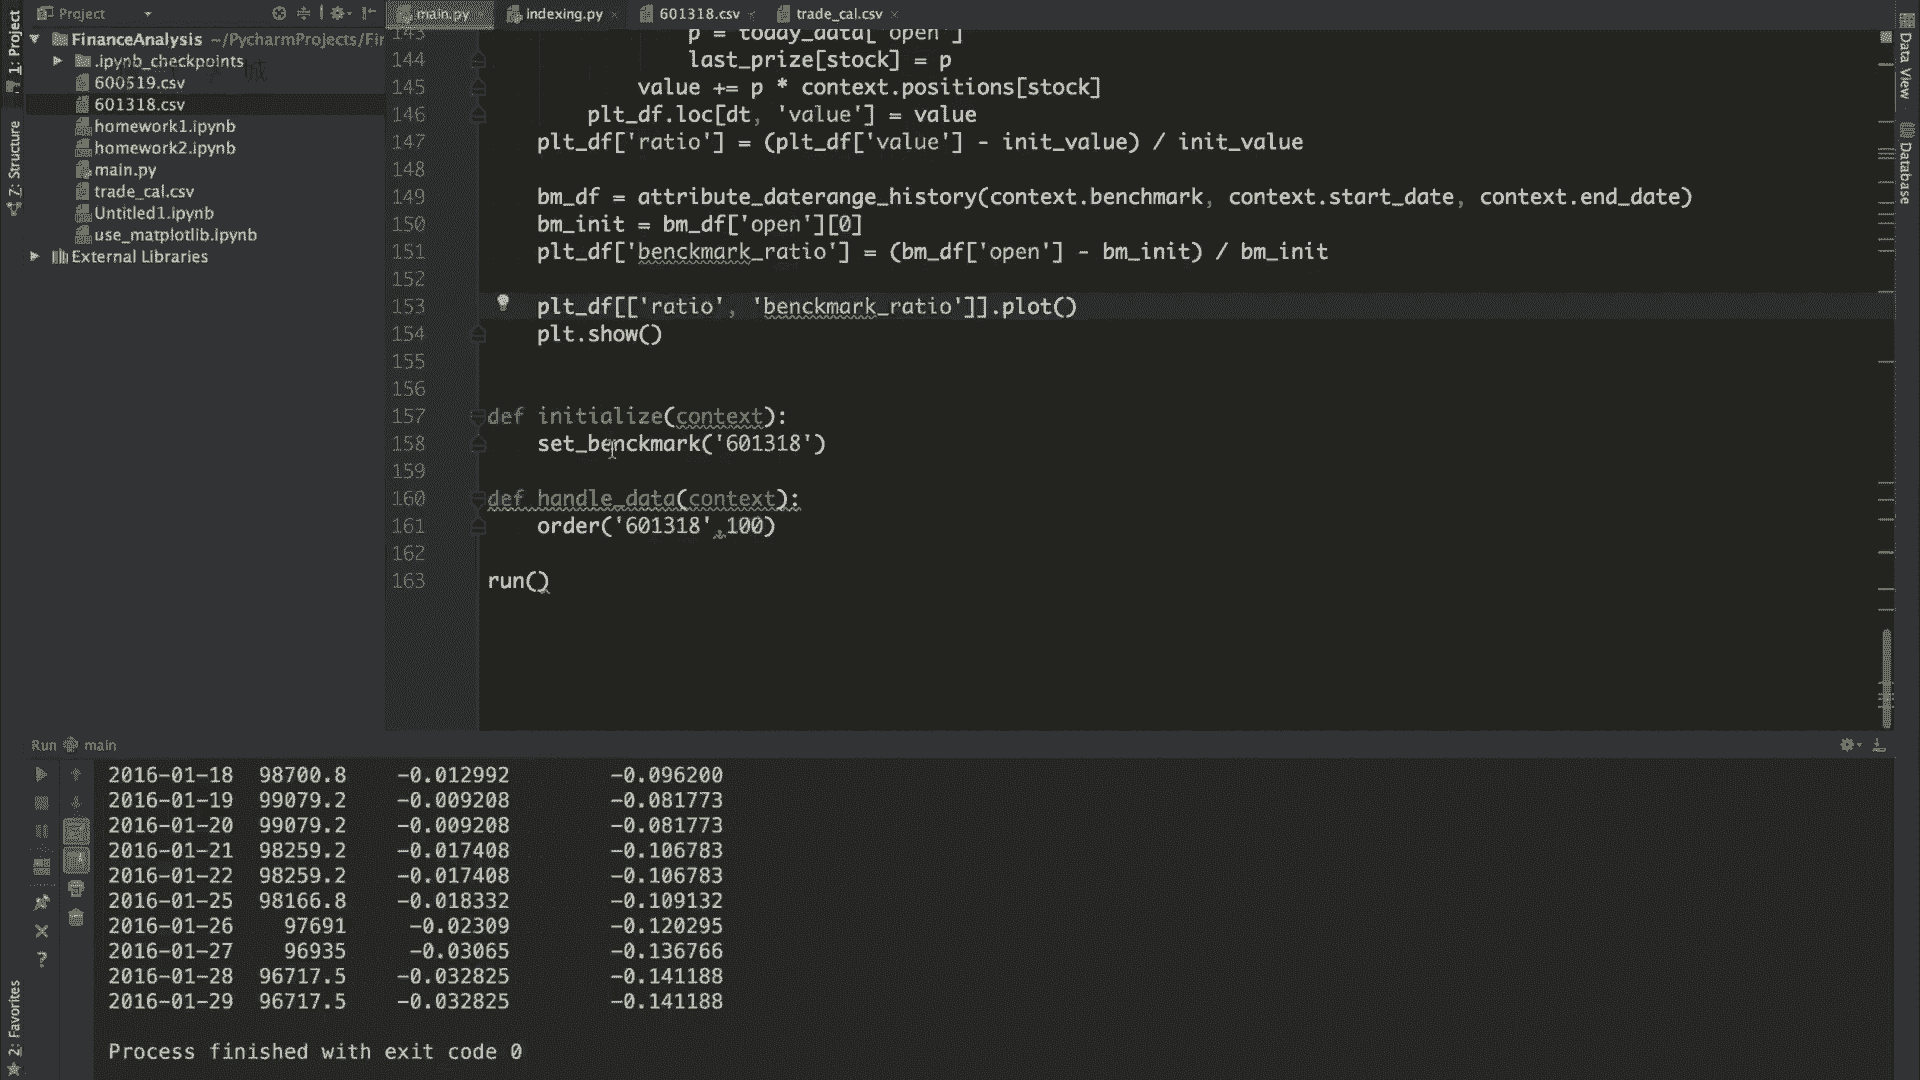 Project
main.py
indexing.py
601318.csv
trade_cal.csv
1: Project
FinanceAnalysis ~/PycharmProjects/Fir
.ipynb_checkpoints
600519.csv
601318.csv
homework1.ipynb
homework2.ipynb
main.py
trade_cal.csv
Untitled1.ipynb
use_matplotlib.ipynb
External Libraries
Z: Structure
2: Favorites
Data View
Database
143 p = today_data['open']
144 last_prize[stock] = p
145 value += p * context.positions[stock]
146 plt_df.loc[dt, 'value'] = value
147 plt_df['ratio'] = (plt_df['value'] - init_value) / init_value
148
149 bm_df = attribute_daterange_history(context.benchmark, context.start_date, context.end_date)
150 bm_init = bm_df['open'][0]
151 plt_df['benckmark_ratio'] = (bm_df['open'] - bm_init) / bm_init
152
153 plt_df[['ratio', 'benckmark_ratio']].plot()
154 plt.show()
155
156
157 def initialize(context):
158 set_benckmark('601318')
159
160 def handle_data(context):
161 order('601318',100)
162
163 run()
Run main
2016-01-18 98700.8 -0.012992 -0.096200
2016-01-19 99079.2 -0.009208 -0.081773
2016-01-20 99079.2 -0.009208 -0.081773
2016-01-21 98259.2 -0.017408 -0.106783
2016-01-22 98259.2 -0.017408 -0.106783
2016-01-25 98166.8 -0.018332 -0.109132
2016-01-26 97691 -0.02309 -0.120295
2016-01-27 96935 -0.03065 -0.136766
2016-01-28 96717.5 -0.032825 -0.141188
2016-01-29 96717.5 -0.032825 -0.141188
Process finished with exit code 0